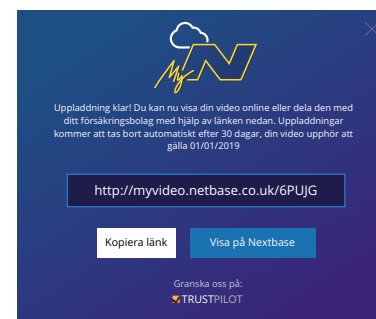 My N
Uppladdning klar! Du kan nu visa din video online eller dela den med
ditt försäkringsbolag med hjälp av länken nedan. Uppladdningar
kommer att tas bort automatiskt efter 30 dagar, din video upphör att
gälla 01/01/2019
http://myvideo.netbase.co.uk/6PUJG
Kopiera länk
Visa på Nextbase
Granska oss på:
TRUSTPILOT